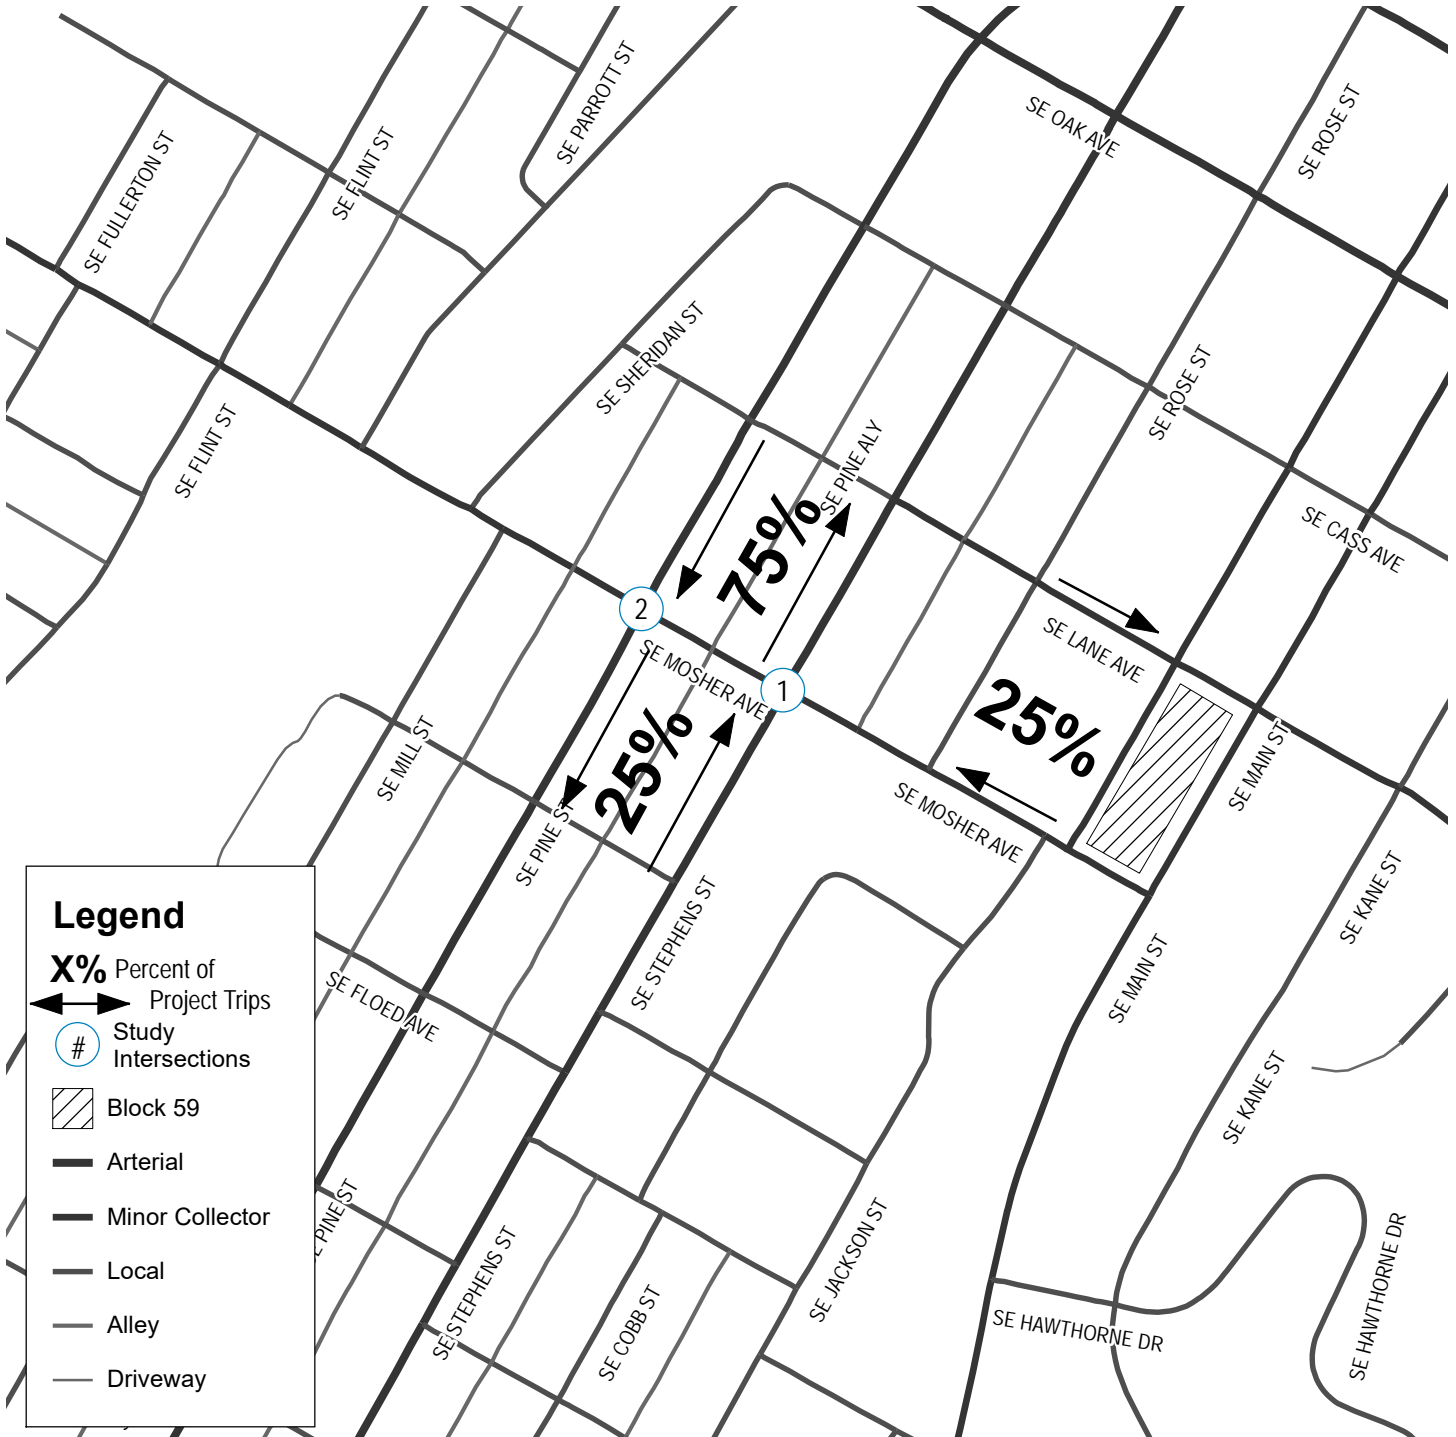 SE PARROTT ST
SE OAK AVE
SE ROSE ST
SE FULLERTON ST
SE FLINT ST
SE SHERIDAN ST
SE ROSE ST
SE FLINT ST
SE PINE ALY
75%
SE CASS AVE
2
SE MOSHER AVE
1
SE LANE AVE
25%
25%
SE MILL ST
SE MAIN ST
SE MOSHER AVE
SE PINE ST
SE KANE ST
SE STEPHENS ST
SE MAIN ST
SE FLOED AVE
SE KANE ST
SE JACKSON ST
SE STEPHENS ST
SE COBB ST
SE HAWTHORNE DR
SE HAWTHORNE DR
PINE ST
Legend
X% Percent of
Project Trips
# Study
Intersections
Block 59
Arterial
Minor Collector
Local
Alley
Driveway